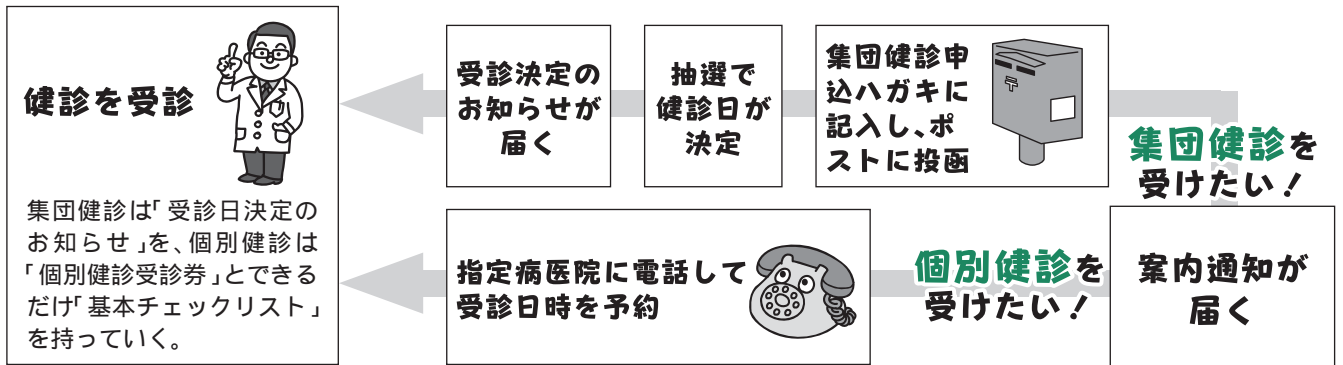 案内通知が
届く
集団健診を
受けたい!
集団健診申
込ハガキに
記入し、ポ
ストに投函
抽選で
健診日が
決定
受診決定の
お知らせが
届く
個別健診を
受けたい!
指定病医院に電話して
受診日時を予約
健診を受診
集団健診は「受診日決定の
お知らせ」を、個別健診は
「個別健診受診券」とできる
だけ「基本チェックリスト」
を持っていく。
〒